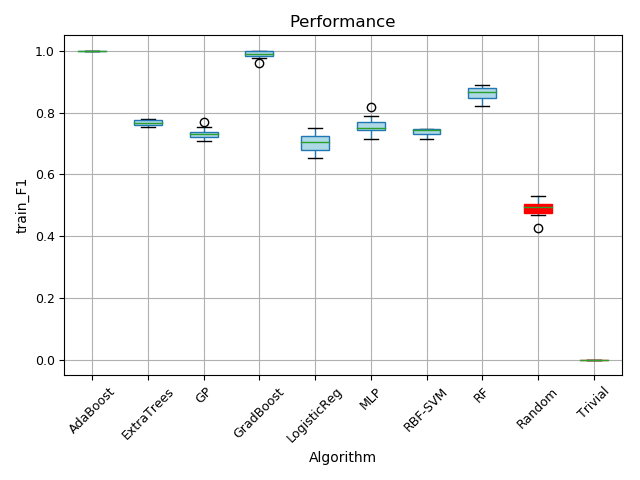 Performance
train_F1
1.0
0.8
0.6
0.4
0.2
0.0
AdaBoost
ExtraTrees
GP
GradBoost
LogisticReg
MLP
RBF-SVM
RF
Random
Trivial
Algorithm